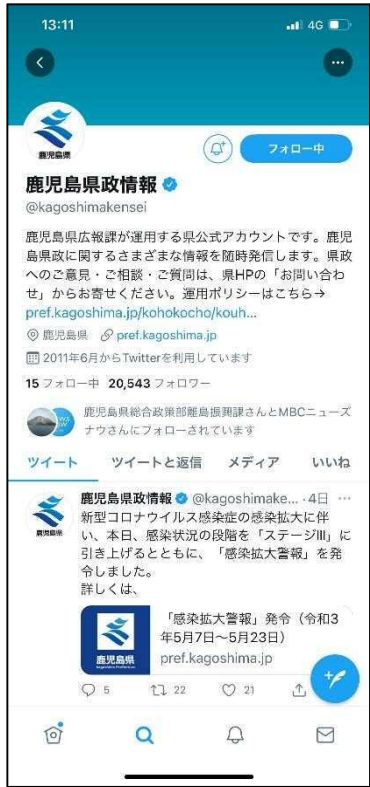 13:11
4G
鹿児島県
フォロー中
鹿児島県政情報
@kagoshimakensei
鹿児島県広報課が運用する県公式アカウントです。鹿児
島県政に関するさまざまな情報を随時発信します。県政
へのご意見・ご相談・ご質問は、県HPの「お問い合わ
せ」からお寄せください。運用ポリシーはこちら→
pref.kagoshima.jp/kohokocho/kouh...
鹿児島県 pref.kagoshima.jp
2011年6月からTwitterを利用しています
15 フォロー中 20,543 フォロワー
鹿児島県総合政策部離島振興課さんとMBCニューズ
ナウさんにフォローされています
ツイート ツイートと返信 メディア いいね
鹿児島県政情報 @kagoshimake... ・4日
鹿児島県
新型コロナウイルス感染症の感染拡大に伴
い、本日、感染状況の段階を「ステージⅢ」に
引き上げるとともに、「感染拡大警報」を発
令しました。
詳しくは、
「感染拡大警報」発令（令和3
年5月7日〜5月23日）
鹿児島県
Kagoshima Prefecture
pref.kagoshima.jp
5 22 21